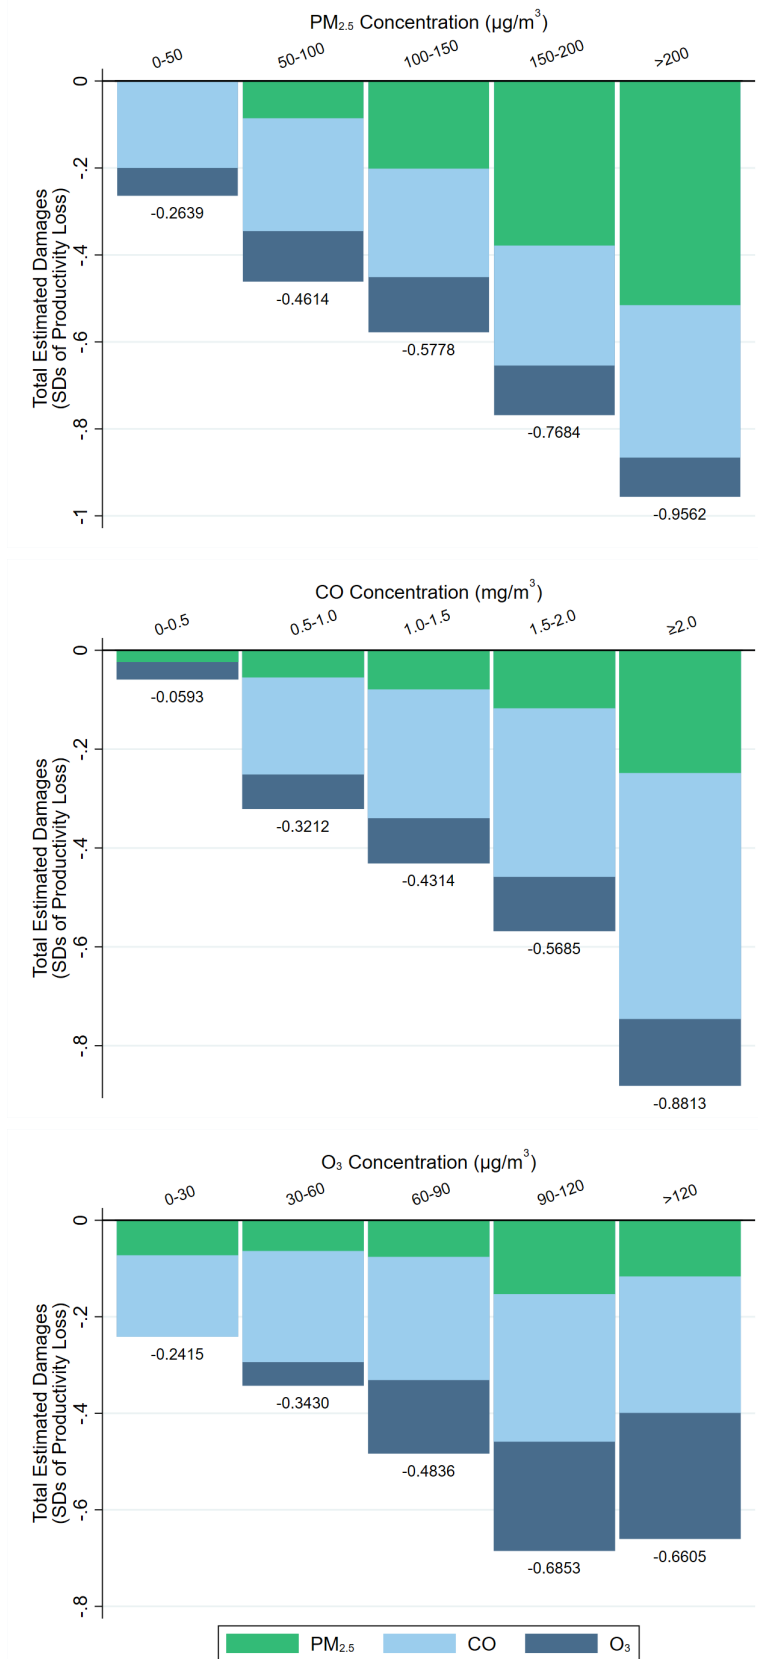 PM₂.₅ Concentration (µg/m³)
0-50 50-100 100-150 150-200 >200
Total Estimated Damages
(SDs of Productivity Loss)
0
-.2
-.4
-.6
-.8
-1
-0.2639
-0.4614
-0.5778
-0.7684
-0.9562
CO Concentration (mg/m³)
0-0.5 0.5-1.0 1.0-1.5 1.5-2.0 ≥2.0
Total Estimated Damages
(SDs of Productivity Loss)
0
-.2
-.4
-.6
-.8
-0.0593
-0.3212
-0.4314
-0.5685
-0.8813
O₃ Concentration (µg/m³)
0-30 30-60 60-90 90-120 >120
Total Estimated Damages
(SDs of Productivity Loss)
0
-.2
-.4
-.6
-.8
-0.2415
-0.3430
-0.4836
-0.6853
-0.6605
PM₂.₅ CO O₃